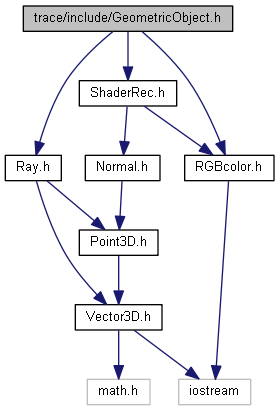 trace/include/GeometricObject.h
ShaderRec.h
Ray.h
Normal.h
RGBcolor.h
Point3D.h
Vector3D.h
math.h
iostream